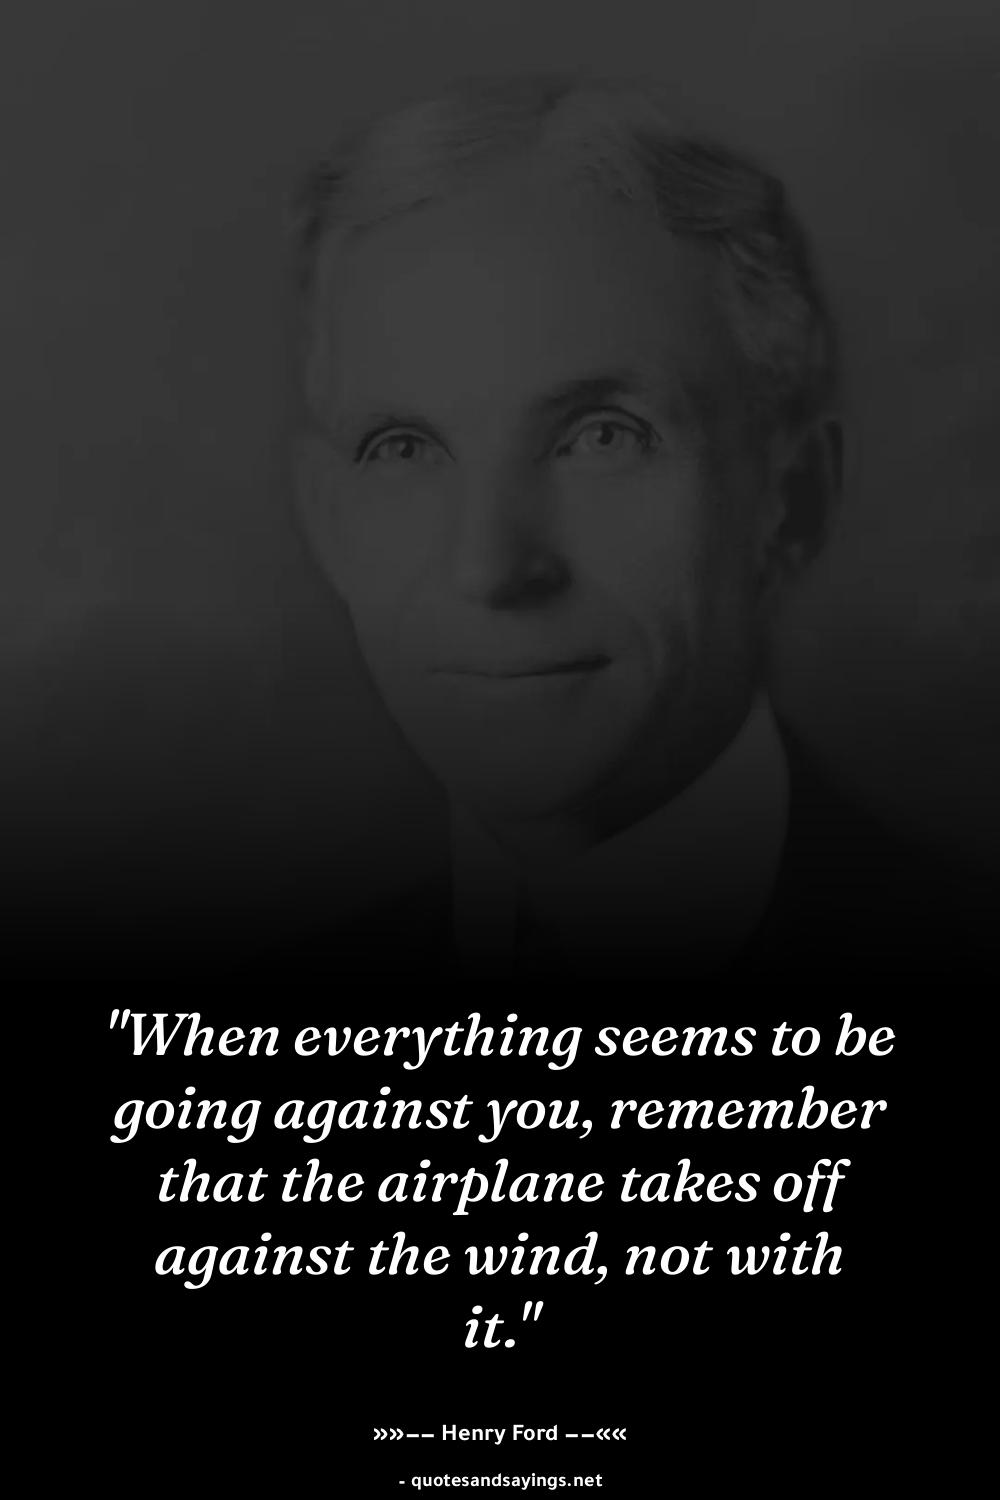 "When everything seems to be
going against you, remember
that the airplane takes off
against the wind, not with
it."
»»–– Henry Ford ––««
- quotesandsayings.net